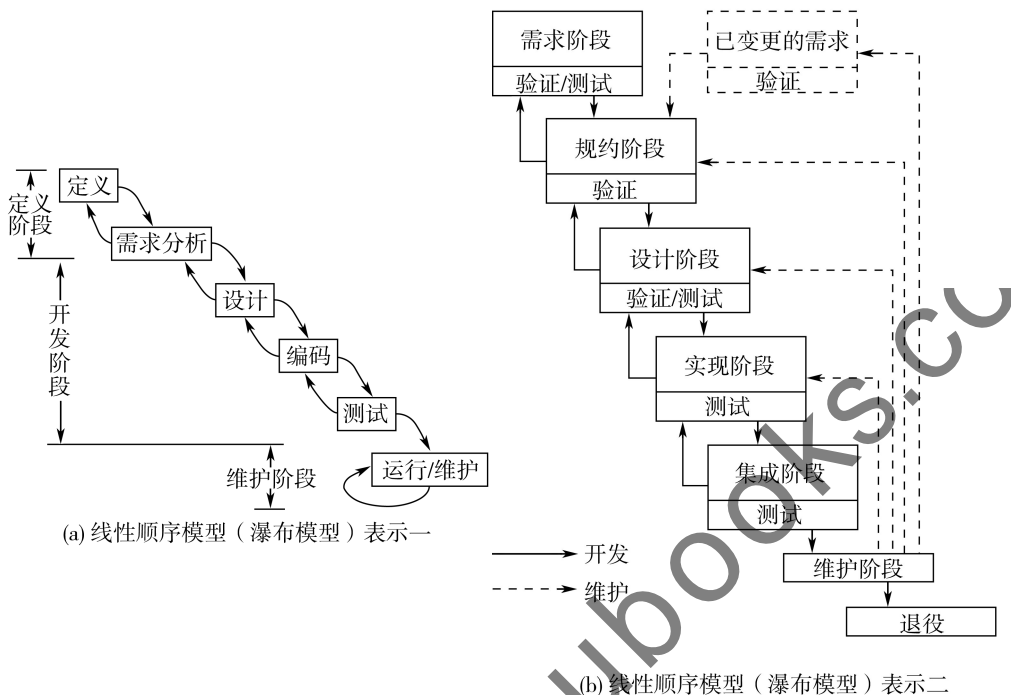 定义阶段
定义
需求分析
设计
编码
测试
运行/维护
开发阶段
维护阶段
(a) 线性顺序模型（瀑布模型）表示一
需求阶段
验证/测试
已变更的需求
验证
规约阶段
验证
设计阶段
验证/测试
实现阶段
测试
集成阶段
测试
维护阶段
退役
开发
维护
(b) 线性顺序模型（瀑布模型）表示二
ubooks.co